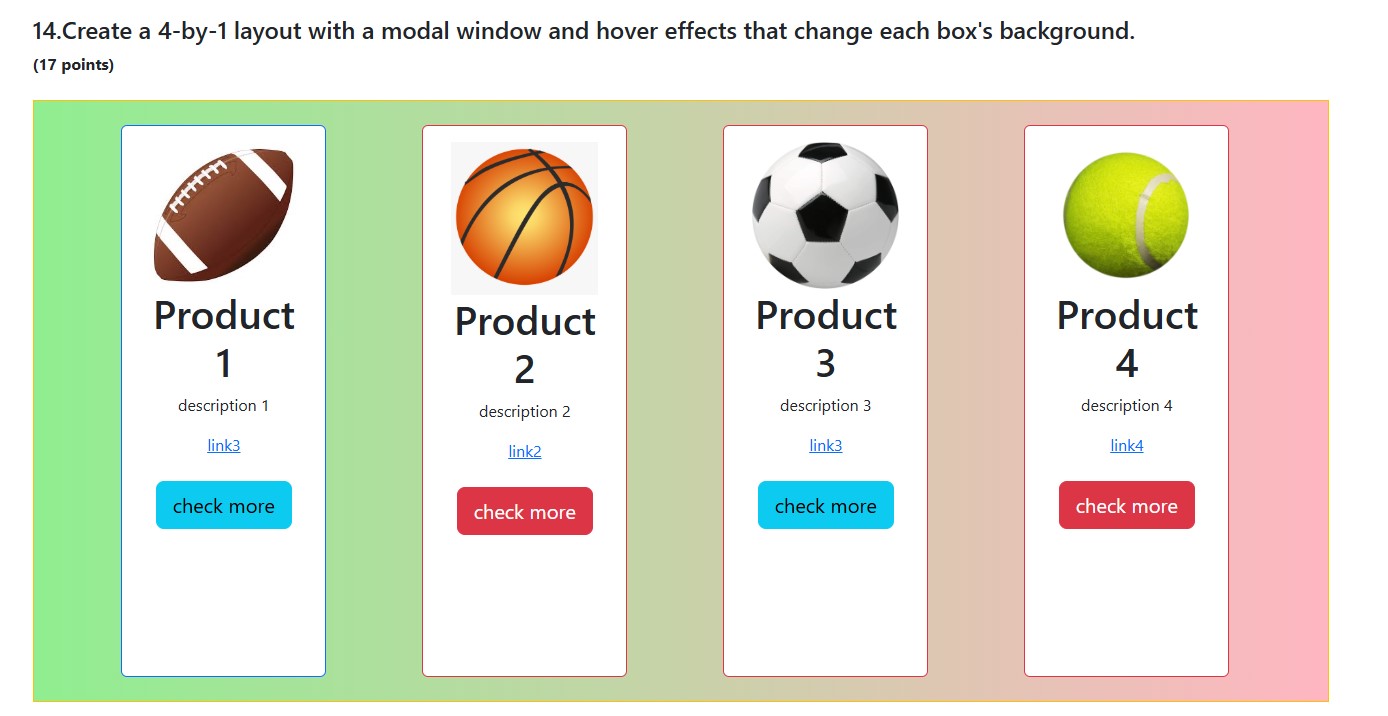 14.Create a 4-by-1 layout with a modal window and hover effects that change each box's background.
(17 points)
Product
1
description 1
link3
check more
Product
2
description 2
link2
check more
Product
3
description 3
link3
check more
Product
4
description 4
link4
check more